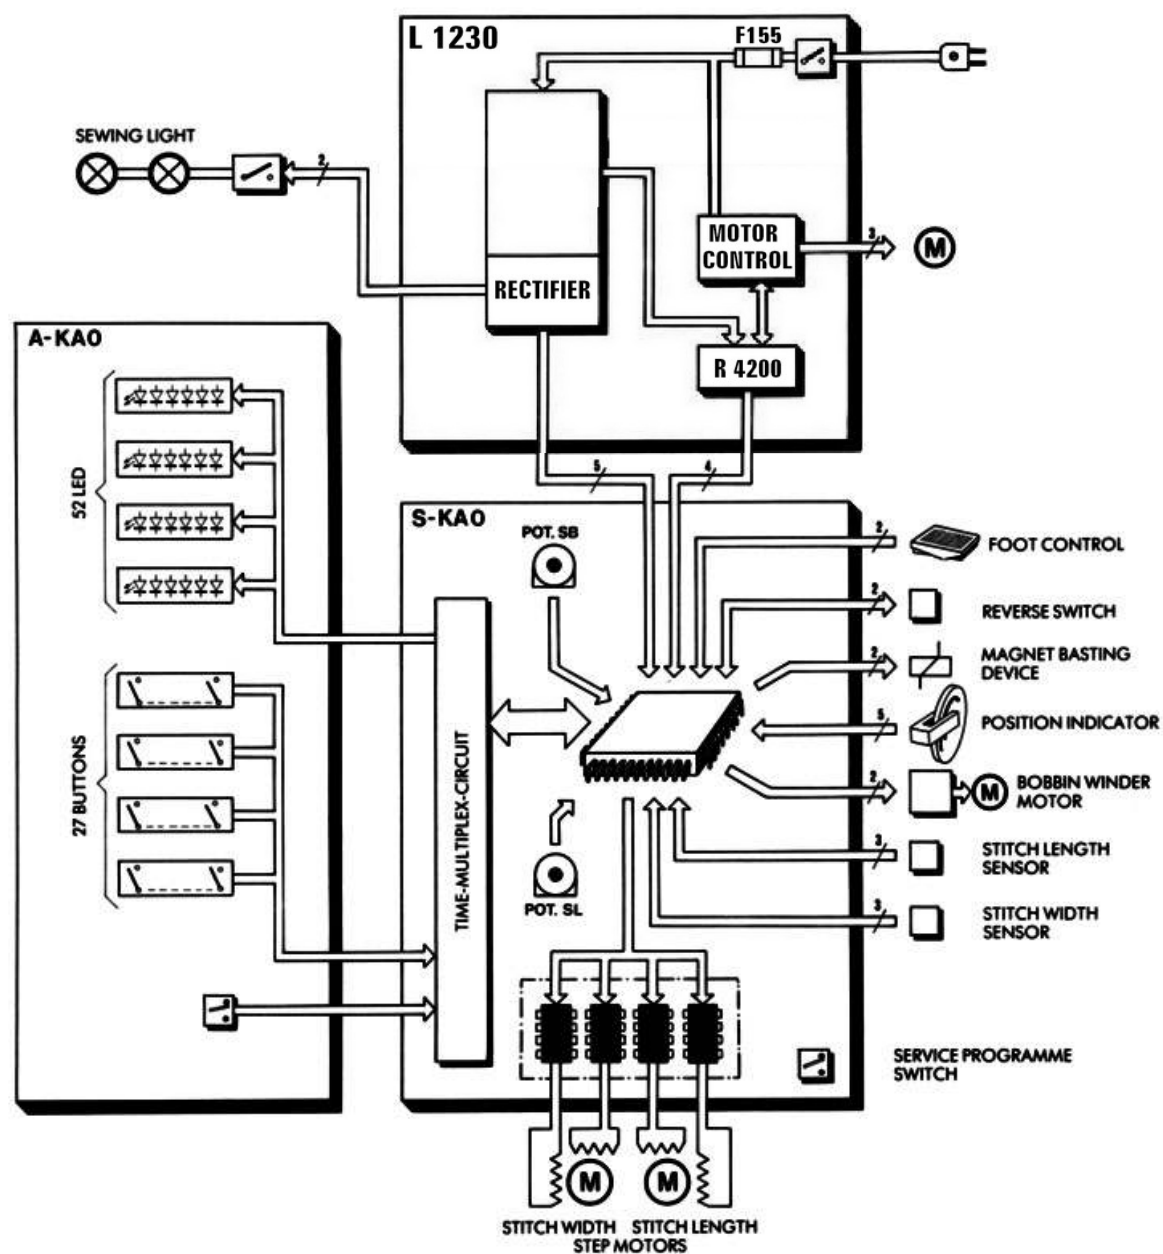 L 1230
F155
SEWING LIGHT
2
MOTOR
CONTROL
3
M
RECTIFIER
R 4200
A-KAO
52 LED
27 BUTTONS
5
4
S-KAO
POT. SB
2
FOOT CONTROL
2
REVERSE SWITCH
2
MAGNET BASTING
DEVICE
5
POSITION INDICATOR
2
M
BOBBIN WINDER
MOTOR
TIME-MULTIPLEX-CIRCUIT
POT. SL
3
STITCH LENGTH
SENSOR
3
STITCH WIDTH
SENSOR
SERVICE PROGRAMME
SWITCH
M
M
STITCH WIDTH STITCH LENGTH
STEP MOTORS